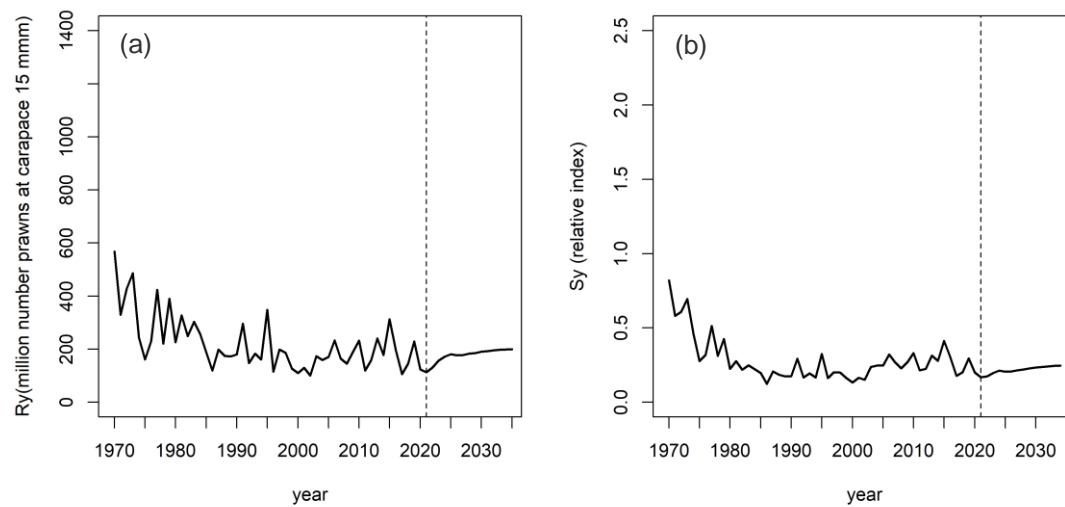 (a)
Ry(million number prawns at carapace 15 mmm)
1400
1000
800
600
400
200
0
1970 1980 1990 2000 2010 2020 2030
year
(b)
Sy (relative index)
2.5
2.0
1.5
1.0
0.5
0.0
1970 1980 1990 2000 2010 2020 2030
year